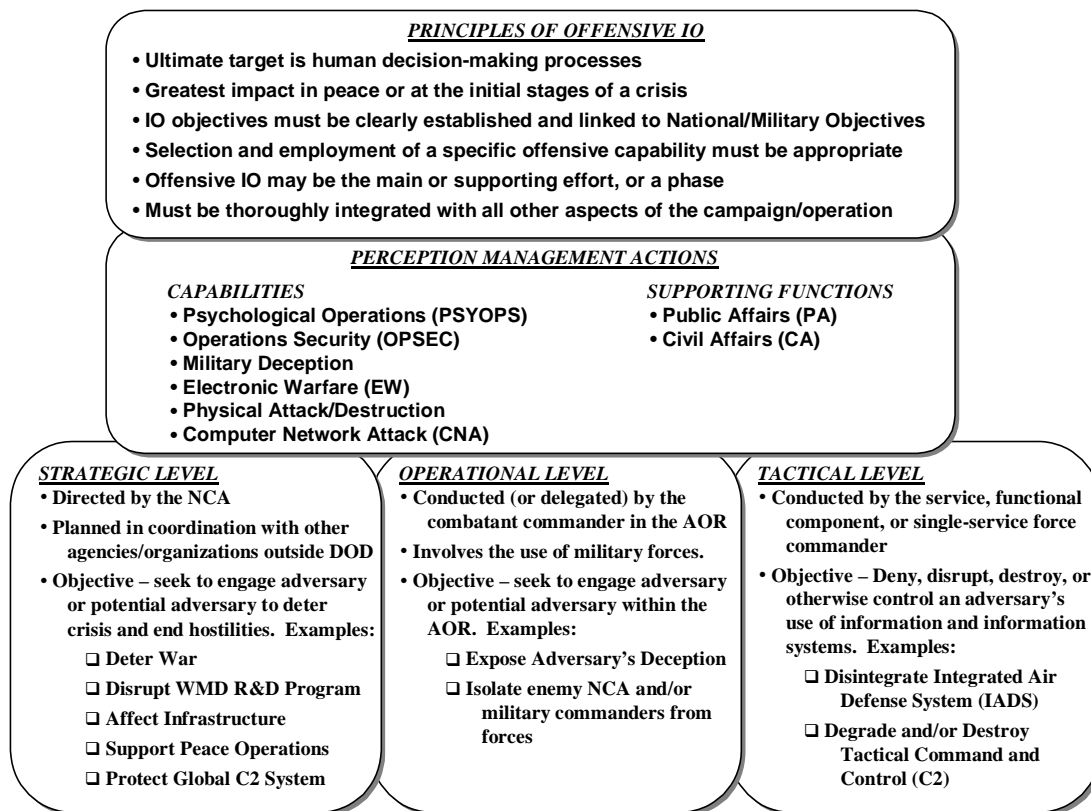 PRINCIPLES OF OFFENSIVE IO
• Ultimate target is human decision-making processes
• Greatest impact in peace or at the initial stages of a crisis
• IO objectives must be clearly established and linked to National/Military Objectives
• Selection and employment of a specific offensive capability must be appropriate
• Offensive IO may be the main or supporting effort, or a phase
• Must be thoroughly integrated with all other aspects of the campaign/operation
PERCEPTION MANAGEMENT ACTIONS
CAPABILITIES
• Psychological Operations (PSYOPS)
• Operations Security (OPSEC)
• Military Deception
• Electronic Warfare (EW)
• Physical Attack/Destruction
• Computer Network Attack (CNA)
SUPPORTING FUNCTIONS
• Public Affairs (PA)
• Civil Affairs (CA)
STRATEGIC LEVEL
• Directed by the NCA
• Planned in coordination with other
agencies/organizations outside DOD
• Objective – seek to engage adversary
or potential adversary to deter
crisis and end hostilities. Examples:
❑ Deter War
❑ Disrupt WMD R&D Program
❑ Affect Infrastructure
❑ Support Peace Operations
❑ Protect Global C2 System
OPERATIONAL LEVEL
• Conducted (or delegated) by the
combatant commander in the AOR
• Involves the use of military forces.
• Objective – seek to engage adversary
or potential adversary within the
AOR. Examples:
❑ Expose Adversary's Deception
❑ Isolate enemy NCA and/or
military commanders from
forces
TACTICAL LEVEL
• Conducted by the service, functional
component, or single-service force
commander
• Objective – Deny, disrupt, destroy, or
otherwise control an adversary's
use of information and information
systems. Examples:
❑ Disintegrate Integrated Air
Defense System (IADS)
❑ Degrade and/or Destroy
Tactical Command and
Control (C2)